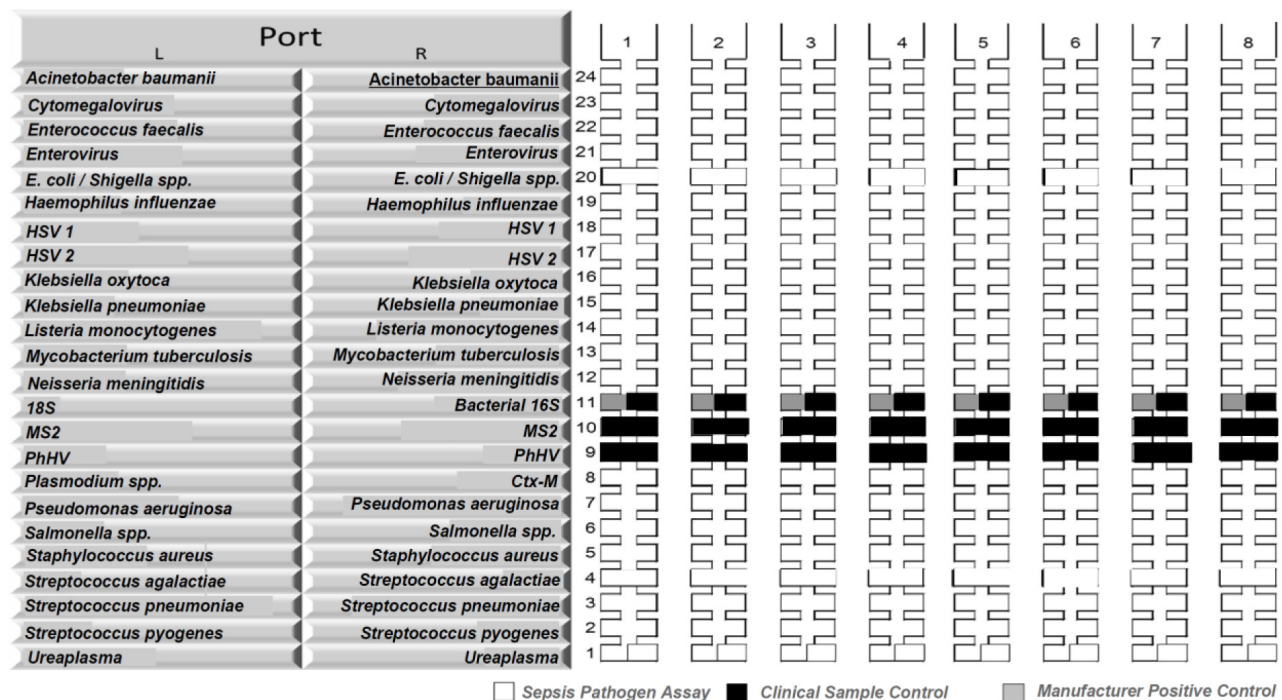 Port
L R
1 2 3 4 5 6 7 8
Acinetobacter baumanii Acinetobacter baumanii 24
Cytomegalovirus Cytomegalovirus 23
Enterococcus faecalis Enterococcus faecalis 22
Enterovirus Enterovirus 21
E. coli / Shigella spp. E. coli / Shigella spp. 20
Haemophilus influenzae Haemophilus influenzae 19
HSV 1 HSV 1 18
HSV 2 HSV 2 17
Klebsiella oxytoca Klebsiella oxytoca 16
Klebsiella pneumoniae Klebsiella pneumoniae 15
Listeria monocytogenes Listeria monocytogenes 14
Mycobacterium tuberculosis Mycobacterium tuberculosis 13
Neisseria meningitidis Neisseria meningitidis 12
18S Bacterial 16S 11
MS2 MS2 10
PhHV PhHV 9
Plasmodium spp. Ctx-M 8
Pseudomonas aeruginosa Pseudomonas aeruginosa 7
Salmonella spp. Salmonella spp. 6
Staphylococcus aureus Staphylococcus aureus 5
Streptococcus agalactiae Streptococcus agalactiae 4
Streptococcus pneumoniae Streptococcus pneumoniae 3
Streptococcus pyogenes Streptococcus pyogenes 2
Ureaplasma Ureaplasma 1
Sepsis Pathogen Assay Clinical Sample Control Manufacturer Positive Control